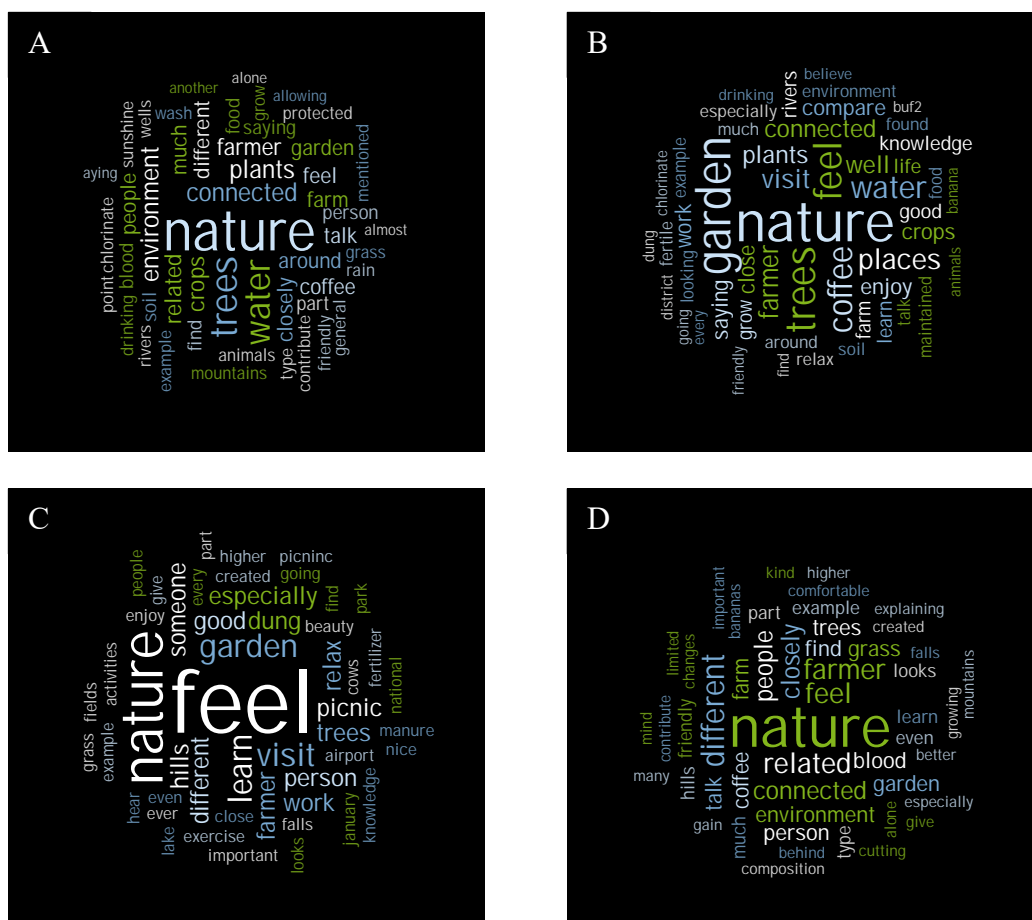 A
another
alone
wash
wells
sunshine
much
different
food
grow
allowing
protected
saying
farmer
garden
plants
feel
mentioned
aying
people
environment
connected
farm
person
nature
talk
almost
point
chlorinate
blood
drinking
soil
rivers
example
related
crops
find
trees
water
around
grass
rain
closely
coffee
part
type
contribute
friendly
general
animals
mountains
B
drinking
believe
rivers
environment
especially
compare
buf2
much
connected
found
knowledge
plants
feel
well
life
visit
water
food
banana
garden
nature
good
crops
example
work
chlorinate
looking
fertile
dung
district
going
every
saying
grow
close
farmer
trees
coffee
places
enjoy
farm
learn
talk
maintained
animals
friendly
around
find
relax
soil
C
people
give
part
higher
picninc
created
going
someone
every
especially
find
park
enjoy
good
dung
beauty
garden
relax
cows
fertilizer
national
activities
fields
grass
example
nature
feel
picnic
trees
manure
nice
hills
different
learn
visit
airport
person
hear
even
ever
lake
close
exercise
important
farmer
work
falls
looks
january
knowledge
D
kind
higher
important
bananas
comfortable
part
example
explaining
trees
created
limited
changes
farm
people
closely
find
grass
falls
farmer
looks
feel
growing
mountains
mind
contribute
friendly
different
nature
learn
even
many
hills
talk
coffee
related
blood
better
connected
garden
gain
much
environment
especially
person
type
alone
give
behind
cutting
composition